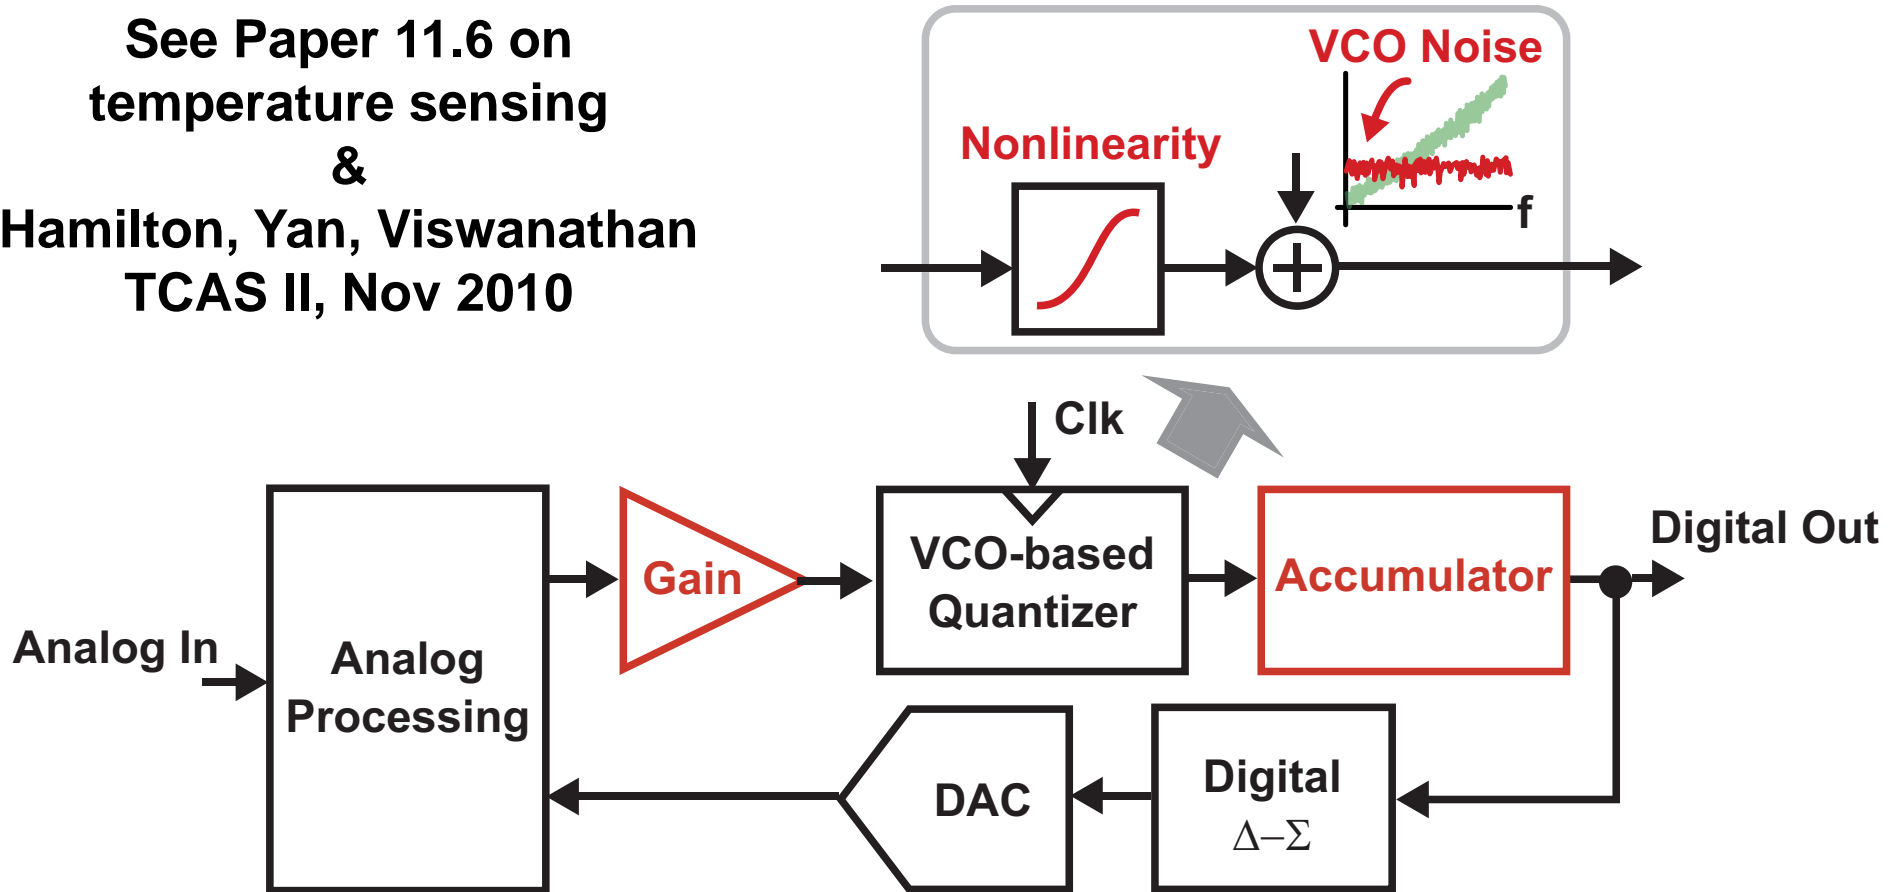 See Paper 11.6 on
temperature sensing
&
Hamilton, Yan, Viswanathan
TCAS II, Nov 2010
VCO Noise
Nonlinearity
f
Clk
Analog In
Analog
Processing
Gain
VCO-based
Quantizer
Accumulator
Digital Out
DAC
Digital
Δ–Σ